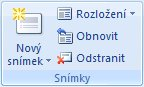 Nový
snímek
Rozložení
Obnovit
Odstranit
Snímky